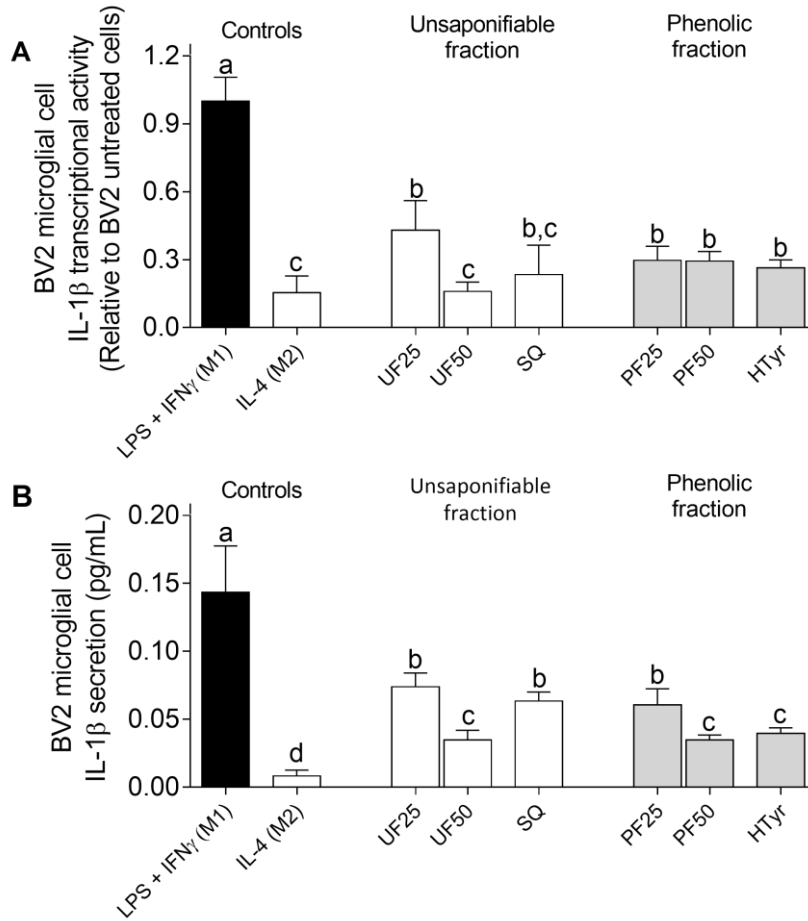 A
Controls
Unsaponifiable
fraction
Phenolic
fraction
BV2 microglial cell
IL-1β transcriptional activity
(Relative to BV2 untreated cells)
1.2
0.9
0.6
0.3
0.0
a
c
b
c
b,c
b
b
b
LPS + IFNγ (M1)
IL-4 (M2)
UF25
UF50
SQ
PF25
PF50
HTyr
B
Controls
Unsaponifiable
fraction
Phenolic
fraction
BV2 microglial cell
IL-1β secretion (pg/mL)
0.20
0.15
0.10
0.05
0.00
a
d
b
c
b
b
c
c
LPS + IFNγ (M1)
IL-4 (M2)
UF25
UF50
SQ
PF25
PF50
HTyr